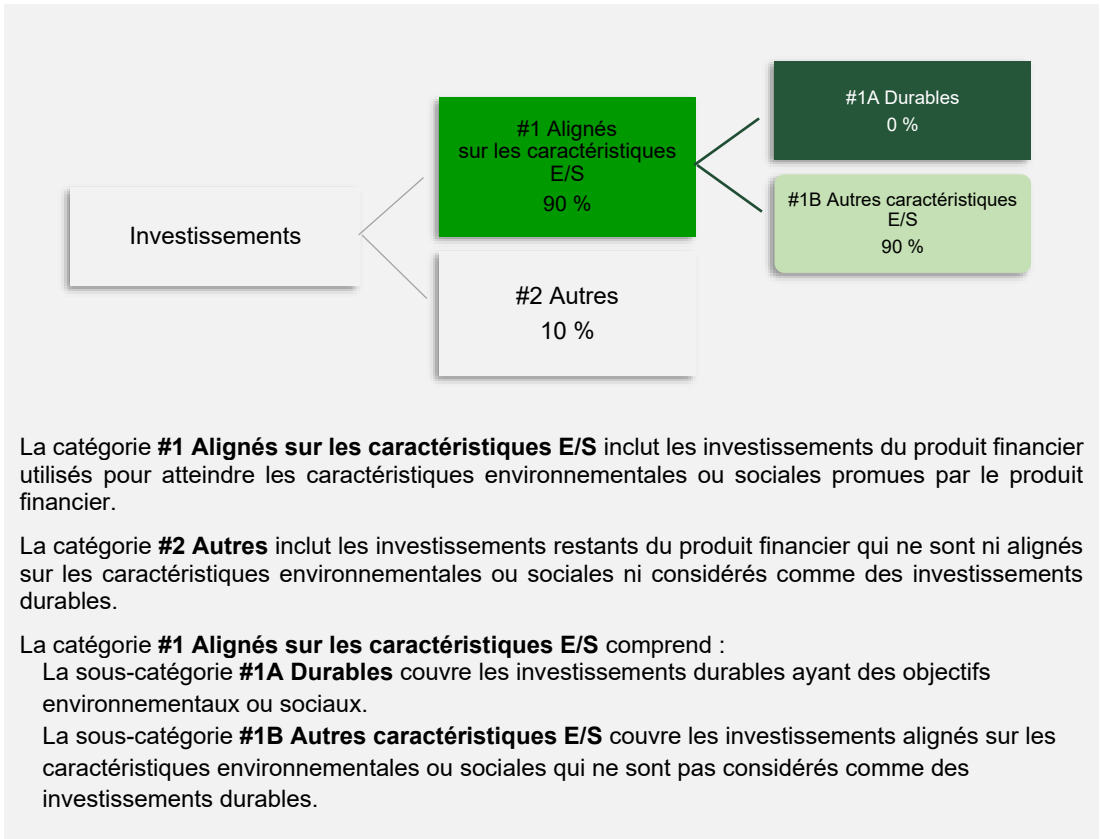 Investissements
#1 Alignés
sur les caractéristiques
E/S
90 %
#2 Autres
10 %
#1A Durables
0 %
#1B Autres caractéristiques
E/S
90 %
La catégorie #1 Alignés sur les caractéristiques E/S inclut les investissements du produit financier
utilisés pour atteindre les caractéristiques environnementales ou sociales promues par le produit
financier.
La catégorie #2 Autres inclut les investissements restants du produit financier qui ne sont ni alignés
sur les caractéristiques environnementales ou sociales ni considérés comme des investissements
durables.
La catégorie #1 Alignés sur les caractéristiques E/S comprend :
La sous-catégorie #1A Durables couvre les investissements durables ayant des objectifs
environnementaux ou sociaux.
La sous-catégorie #1B Autres caractéristiques E/S couvre les investissements alignés sur les
caractéristiques environnementales ou sociales qui ne sont pas considérés comme des
investissements durables.